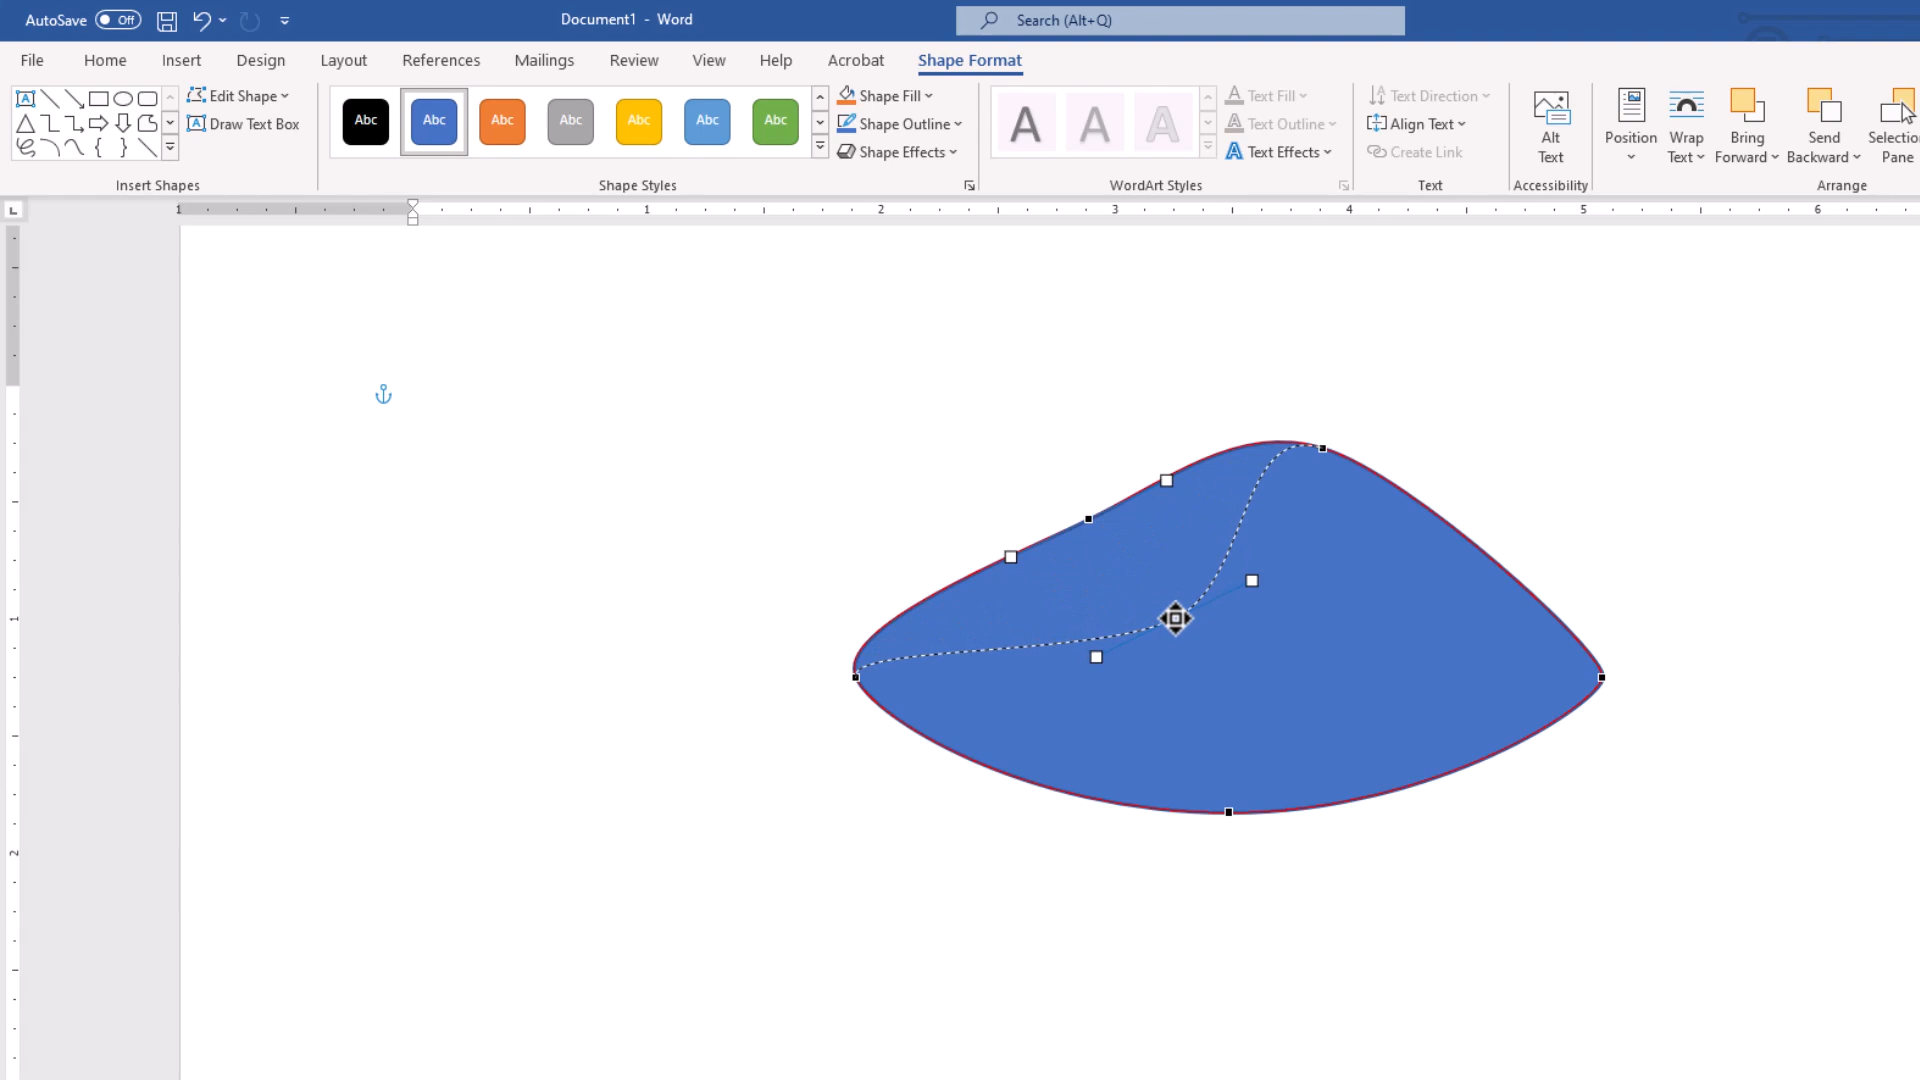 AutoSave Off Document1 - Word Search (Alt+Q)
File Home Insert Design Layout References Mailings Review View Help Acrobat Shape Format
Edit Shape
Draw Text Box
Insert Shapes
Abc Abc Abc Abc Abc Abc Abc
Shape Fill
Shape Outline
Shape Effects
Shape Styles
A A A
WordArt Styles
Text Fill
Text Outline
Text Effects
Text Direction
Align Text
Create Link
Text
Alt
Text
Accessibility
Position
Wrap
Text
Bring
Forward
Send
Backward
Selectio
Pane
Arrange
1 1 2 3 4 5 6
1
2